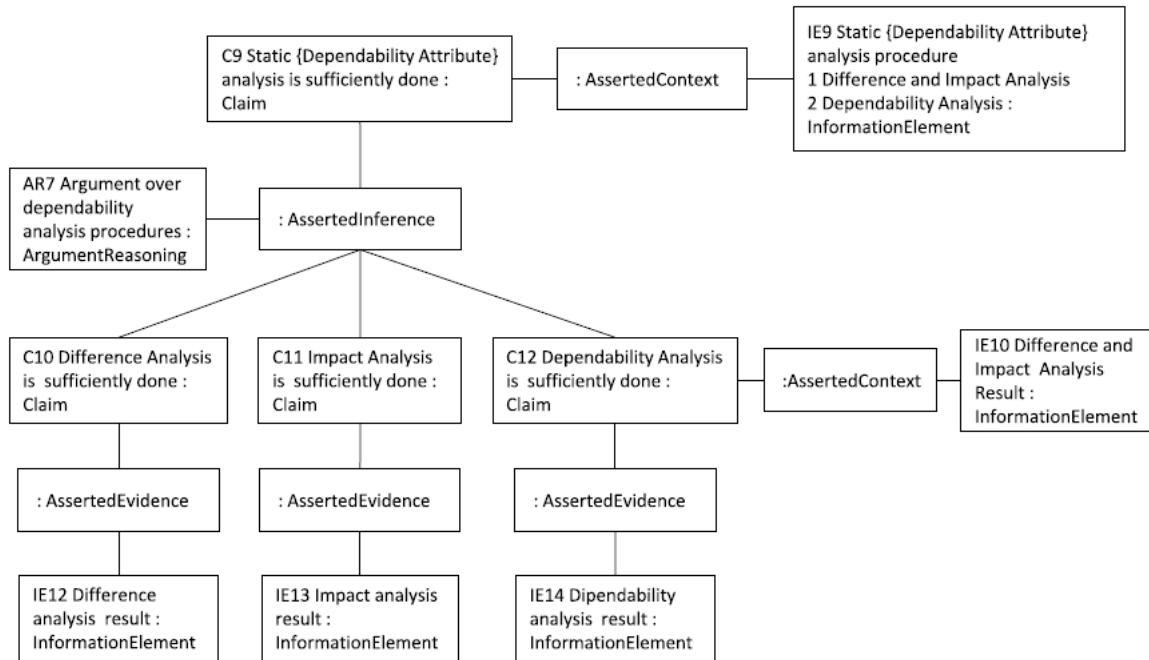 C9 Static {Dependability Attribute}
analysis is sufficiently done :
Claim
: AssertedContext
IE9 Static {Dependability Attribute}
analysis procedure
1 Difference and Impact Analysis
2 Dependability Analysis :
InformationElement
AR7 Argument over
dependability
analysis procedures :
ArgumentReasoning
: AssertedInference
C10 Difference Analysis
is sufficiently done :
Claim
C11 Impact Analysis
is sufficiently done :
Claim
C12 Dependability Analysis
is sufficiently done :
Claim
:AssertedContext
IE10 Difference and
Impact Analysis
Result :
InformationElement
: AssertedEvidence
: AssertedEvidence
: AssertedEvidence
IE12 Difference
analysis result :
InformationElement
IE13 Impact analysis
result :
InformationElement
IE14 Dipendability
analysis result :
InformationElement